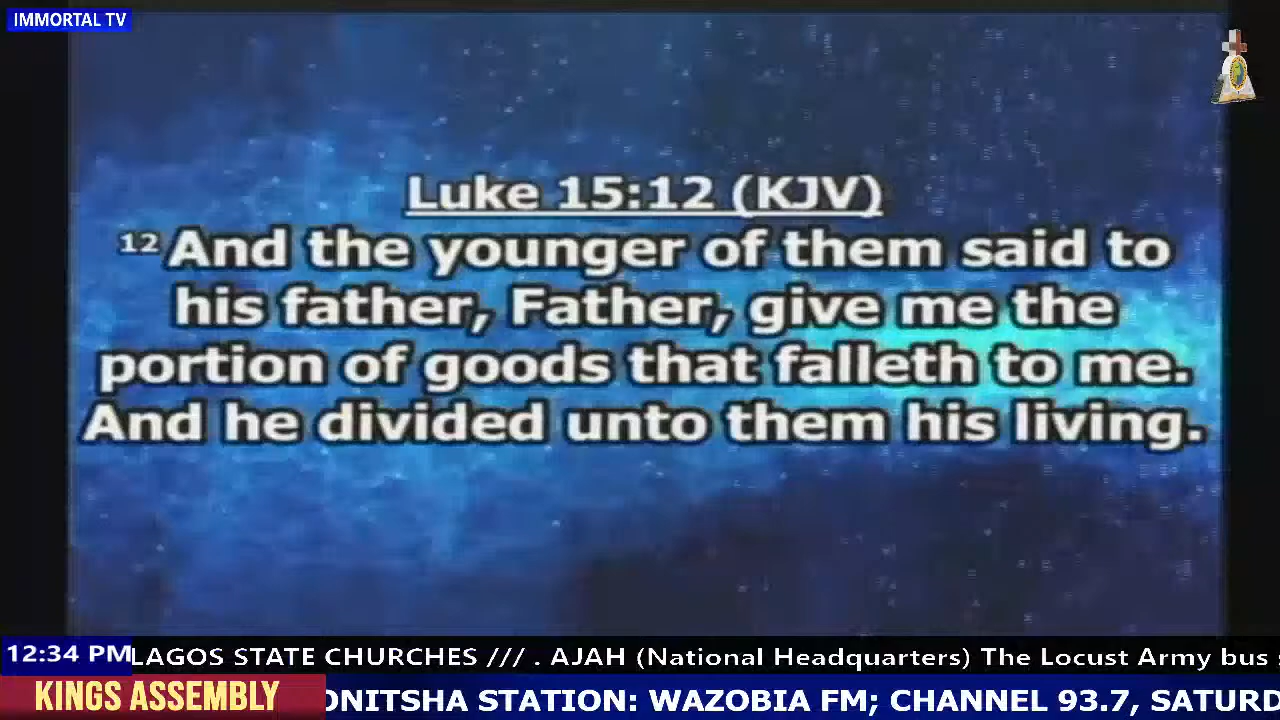 IMMORTAL TV
Luke 15:12 (KJV)
12 And the younger of them said to
his father, Father, give me the
portion of goods that falleth to me.
And he divided unto them his living.
12:34 PM LAGOS STATE CHURCHES /// . AJAH (National Headquarters) The Locust Army bus
KINGS ASSEMBLY ONITSHA STATION: WAZOBIA FM; CHANNEL 93.7, SATURD